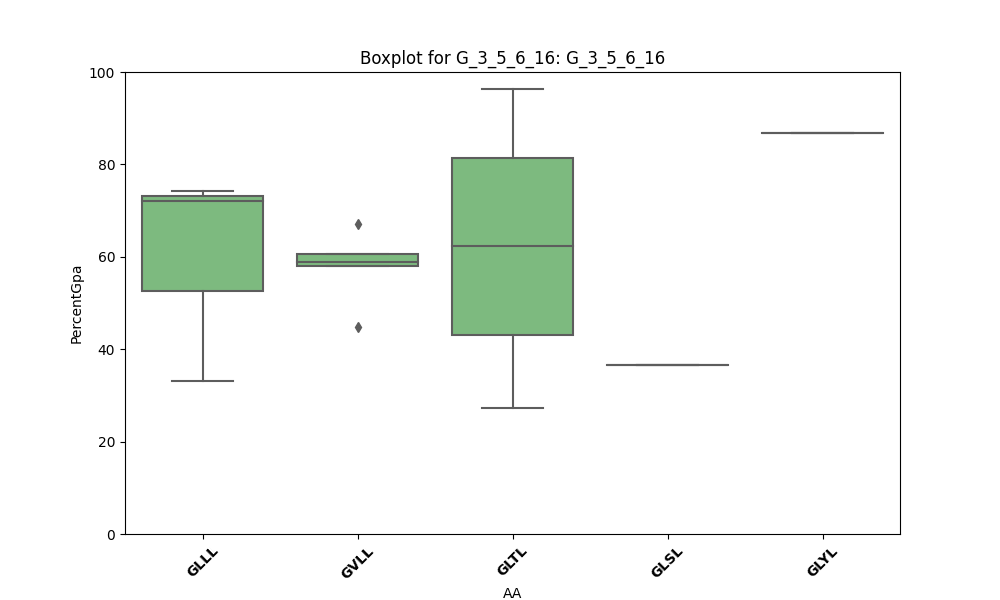 Boxplot for G_3_5_6_16: G_3_5_6_16
100
80
60
40
20
0
PercentGpa
GLLL
GVLL
GLTL
GLSL
GLYL
AA